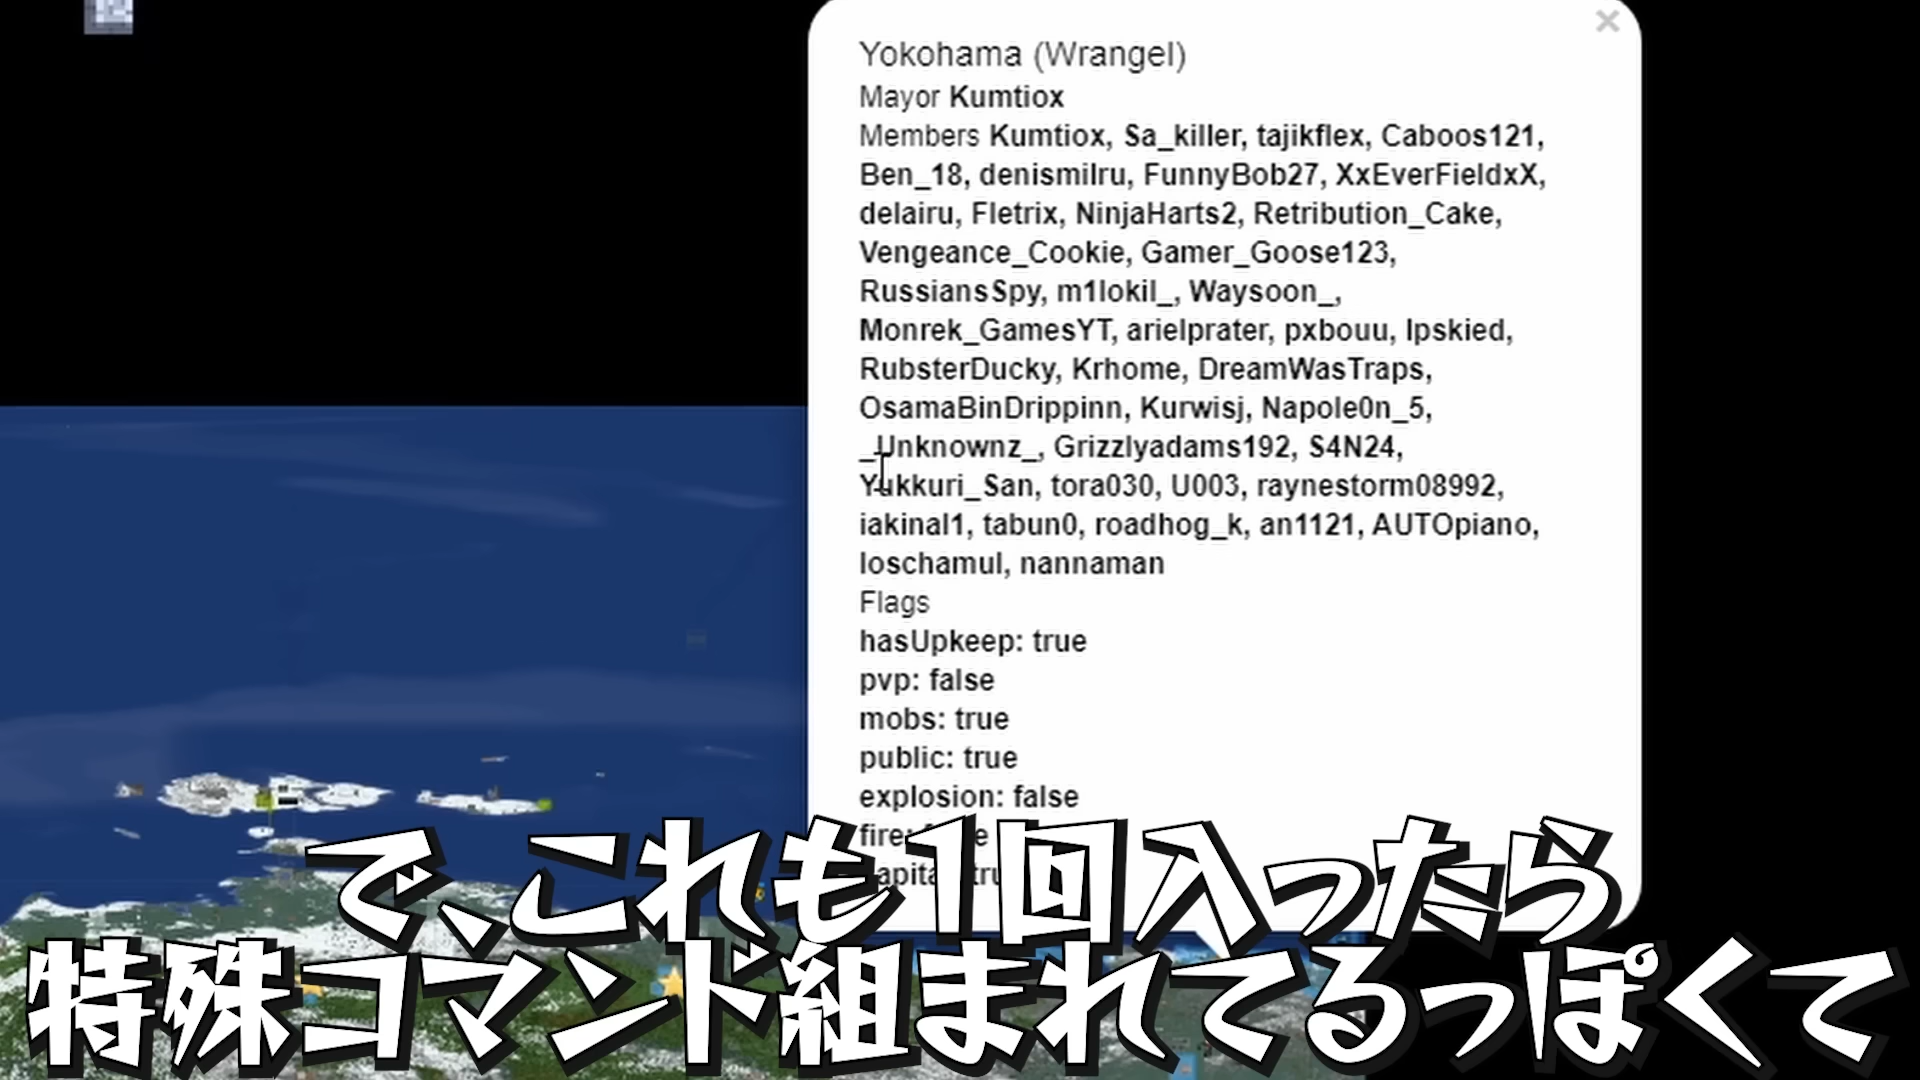 ×
Yokohama (Wrangel)
Mayor Kumtiox
Members Kumtiox, Sa_killer, tajikflex, Caboos121,
Ben_18, denismilru, FunnyBob27, XxEverFieldxX,
delairu, Fletrix, NinjaHarts2, Retribution_Cake,
Vengeance_Cookie, Gamer_Goose123,
RussiansSpy, m1lokil_, Waysoon_,
Monrek_GamesYT, arielprater, pxbouu, lpskied,
RubsterDucky, Krhome, DreamWasTraps,
OsamaBinDrippinn, Kurwisj, Napole0n_5,
_Unknownz_, Grizzlyadams192, S4N24,
Yukkuri_San, tora030, U003, raynestorm08992,
iakinal1, tabun0, roadhog_k, an1121, AUTOpiano,
loschamul, nannaman
Flags
hasUpkeep: true
pvp: false
mobs: true
public: true
explosion: false
fire:
で、これも1回入ったら
特殊コマンド組まれてるっぽくて